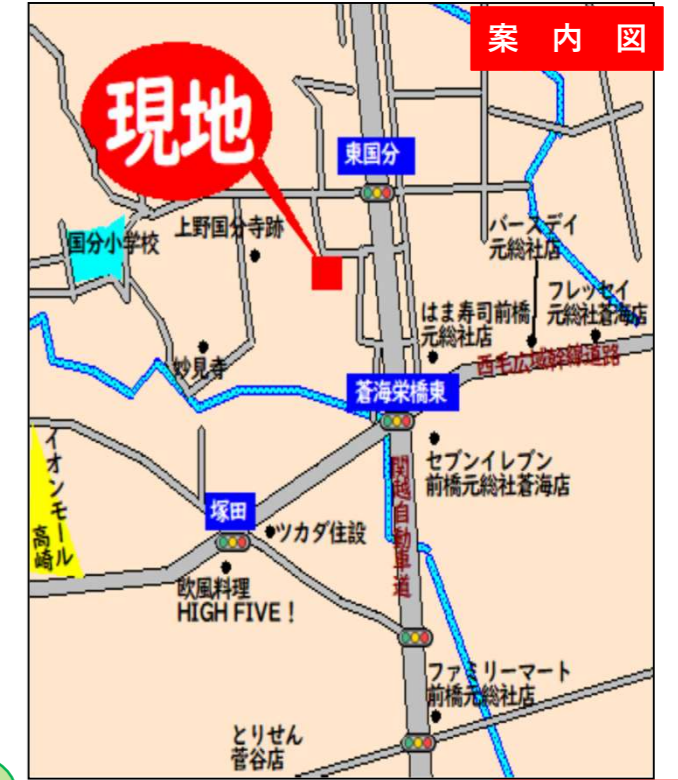 案内図
現地
東国分
上野国分寺跡
国分小学校
バースデイ
元総社店
フレッセイ
元総社蒼海店
はま寿司前橋
元総社店
西毛広域幹線道路
妙見寺
蒼海栄橋東
セブンイレブン
前橋元総社蒼海店
関越自動車道
イオンモール
高崎
塚田
ツカダ住設
欧風料理
HIGH FIVE！
ファミリーマート
前橋元総社店
とりせん
菅谷店